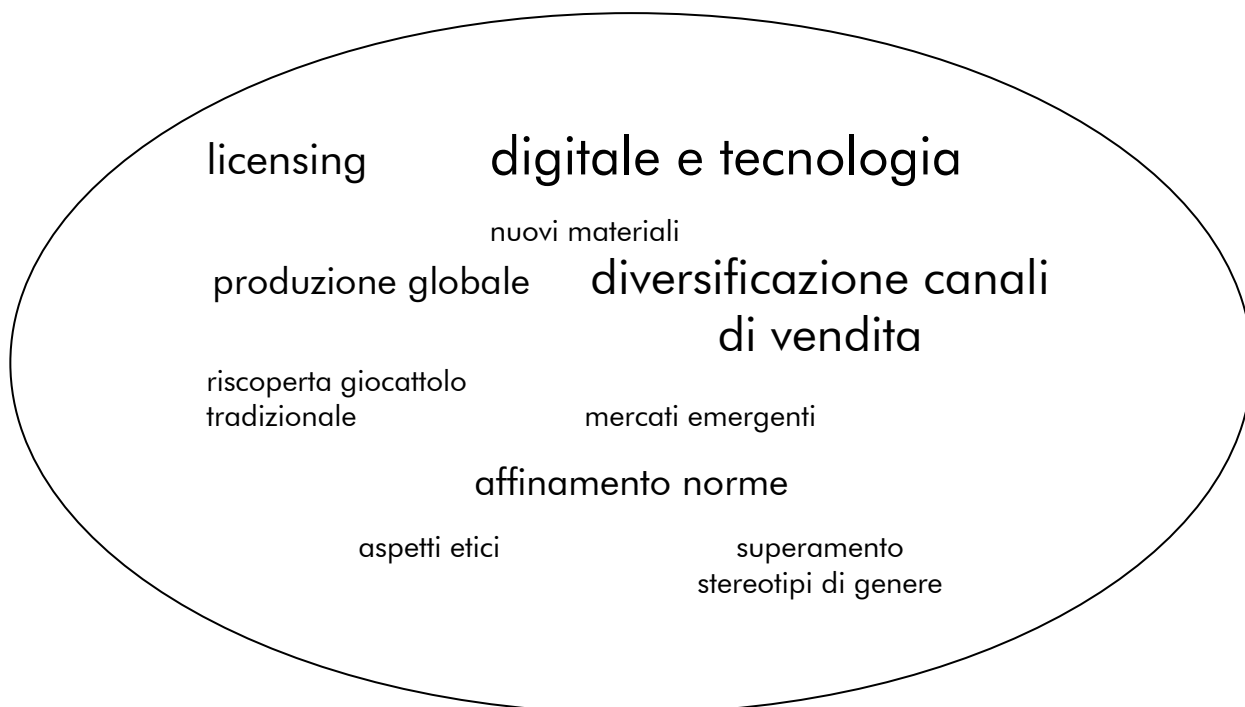 licensing
digitale e tecnologia
nuovi materiali
produzione globale
diversificazione canali
di vendita
riscoperta giocattolo
tradizionale
mercati emergenti
affinamento norme
aspetti etici
superamento
stereotipi di genere